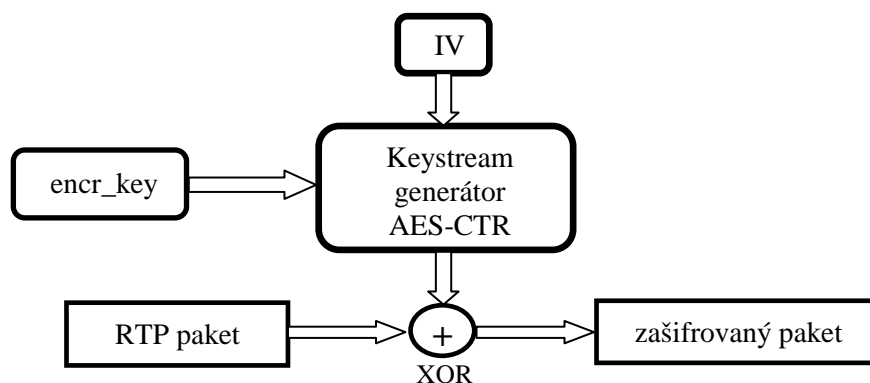 IV
Keystream
generátor
AES-CTR
encr_key
RTP paket
+
zašifrovaný paket
XOR